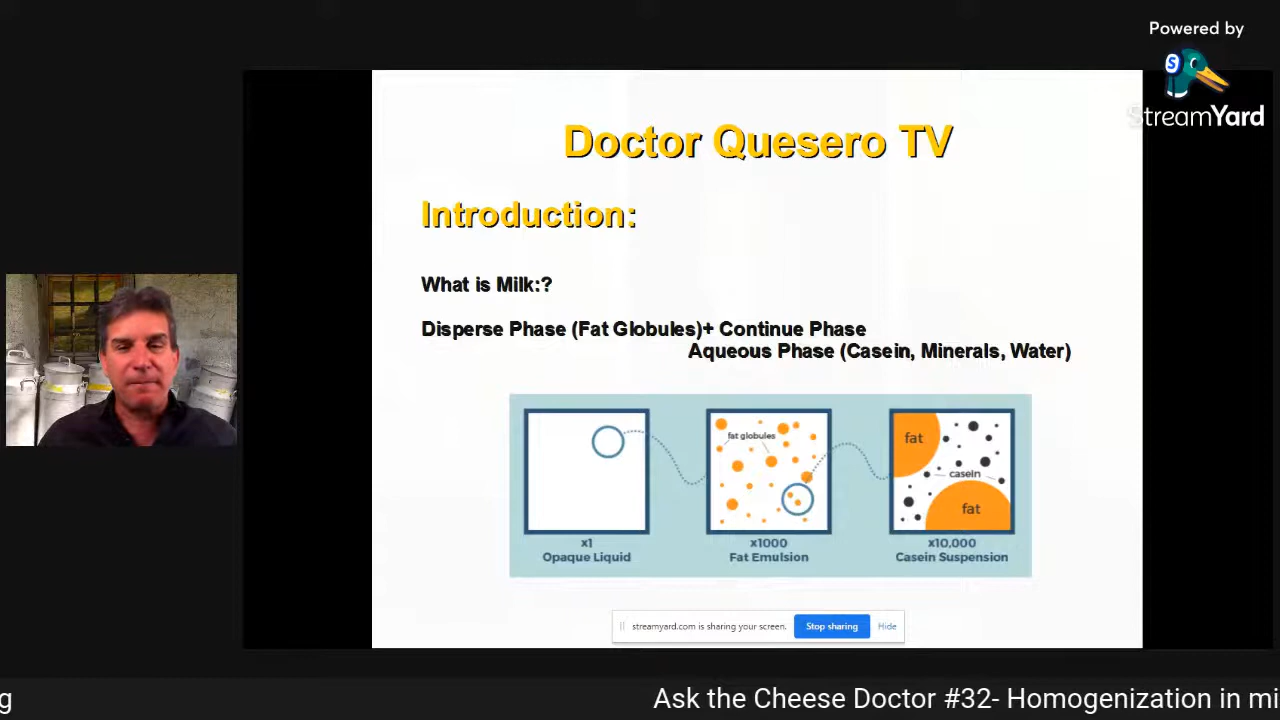 Powered by
StreamYard
Doctor Quesero TV
Introduction:
What is Milk:?
Disperse Phase (Fat Globules)+ Continue Phase
Aqueous Phase (Casein, Minerals, Water)
fat globules
fat
casein
fat
x1
Opaque Liquid
x1000
Fat Emulsion
x10,000
Casein Suspension
streamyard.com is sharing your screen.
Stop sharing
Hide
g
Ask the Cheese Doctor #32- Homogenization in mi